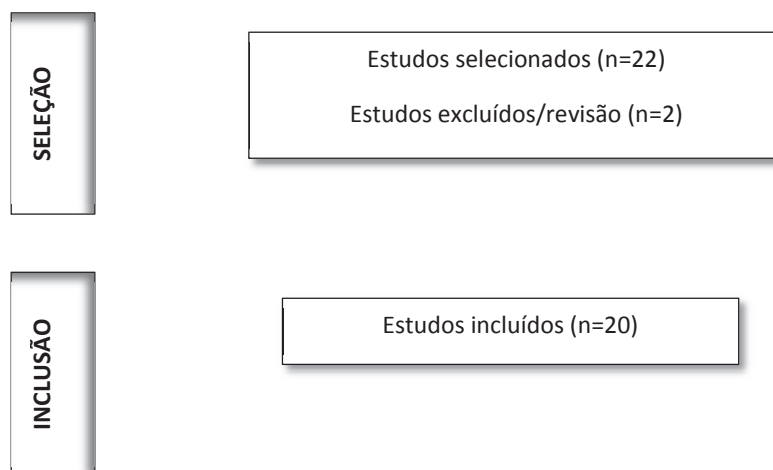 SELEÇÃO
Estudos selecionados (n=22)
Estudos excluídos/revisão (n=2)
INCLUSÃO
Estudos incluídos (n=20)